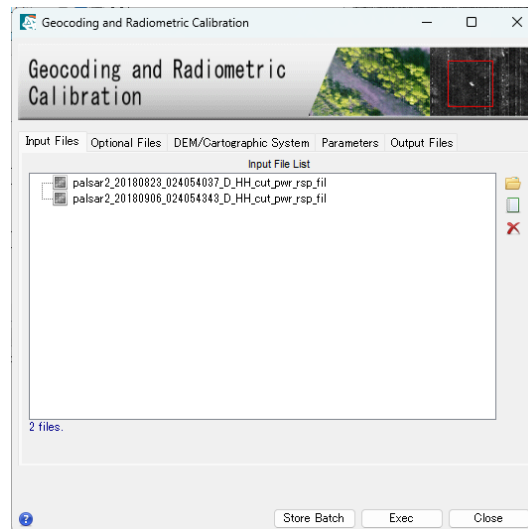 Geocoding and Radiometric Calibration
Geocoding and Radiometric
Calibration
Input Files
Optional Files
DEM/Cartographic System
Parameters
Output Files
Input File List
palsar2_20180823_024054037_D_HH_cut_pwr_rsp_fil
palsar2_20180906_024054343_D_HH_cut_pwr_rsp_fil
2 files.
Store Batch
Exec
Close